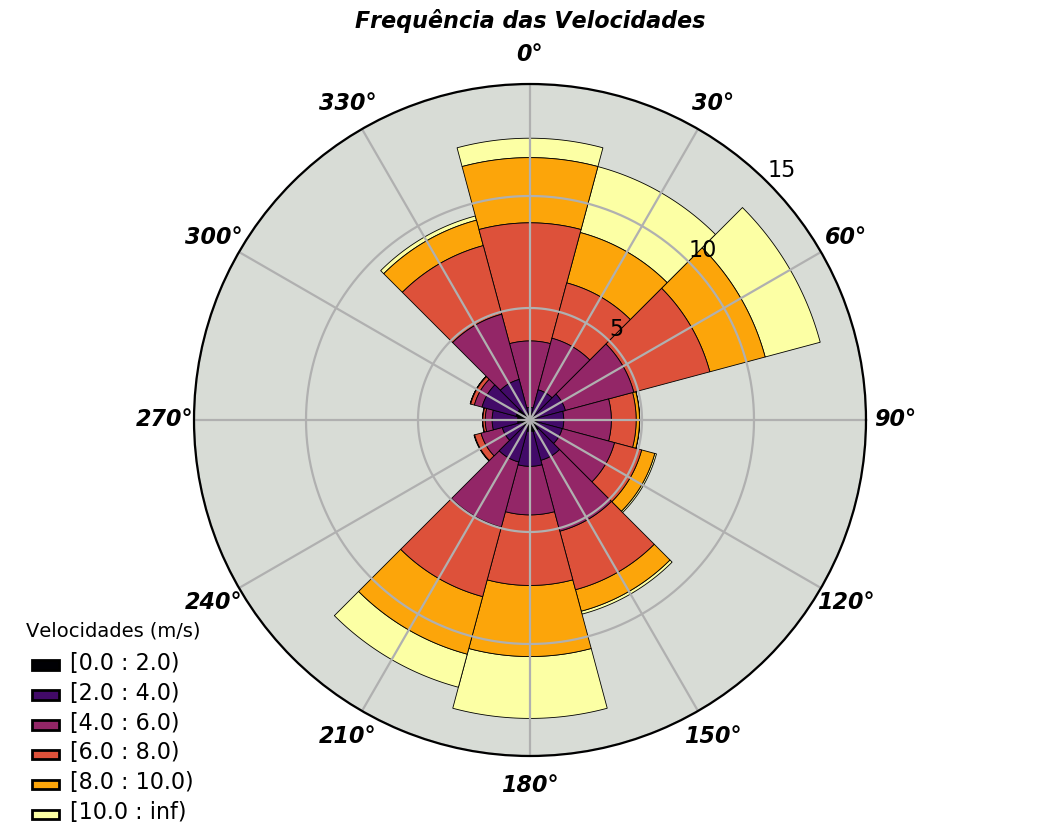 Frequência das Velocidades
0°
330°
30°
15
300°
60°
10
5
270°
90°
240°
120°
210°
150°
180°
Velocidades (m/s)
[0.0 : 2.0)
[2.0 : 4.0)
[4.0 : 6.0)
[6.0 : 8.0)
[8.0 : 10.0)
[10.0 : inf)